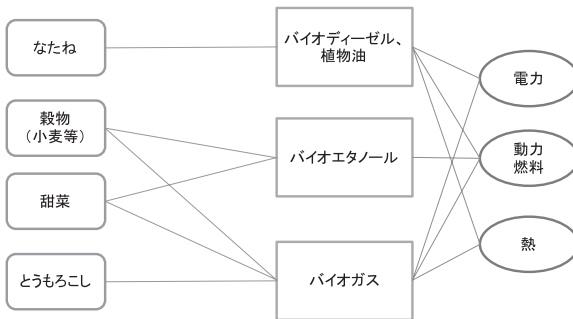 なたね
穀物
（小麦等）
甜菜
とうもろこし
バイオディーゼル、
植物油
バイオエタノール
バイオガス
電力
動力
燃料
熱